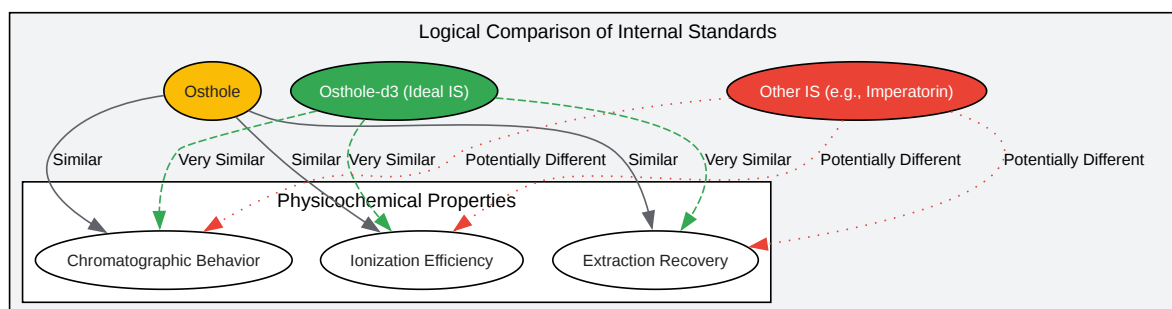 Logical Comparison of Internal Standards
Osthole
Osthole-d3 (Ideal IS)
Other IS (e.g., Imperatorin)
Similar
Very Similar
Similar
Very Similar
Potentially Different
Similar
Very Similar
Potentially Different
Potentially Different
Physicochemical Properties
Chromatographic Behavior
Ionization Efficiency
Extraction Recovery